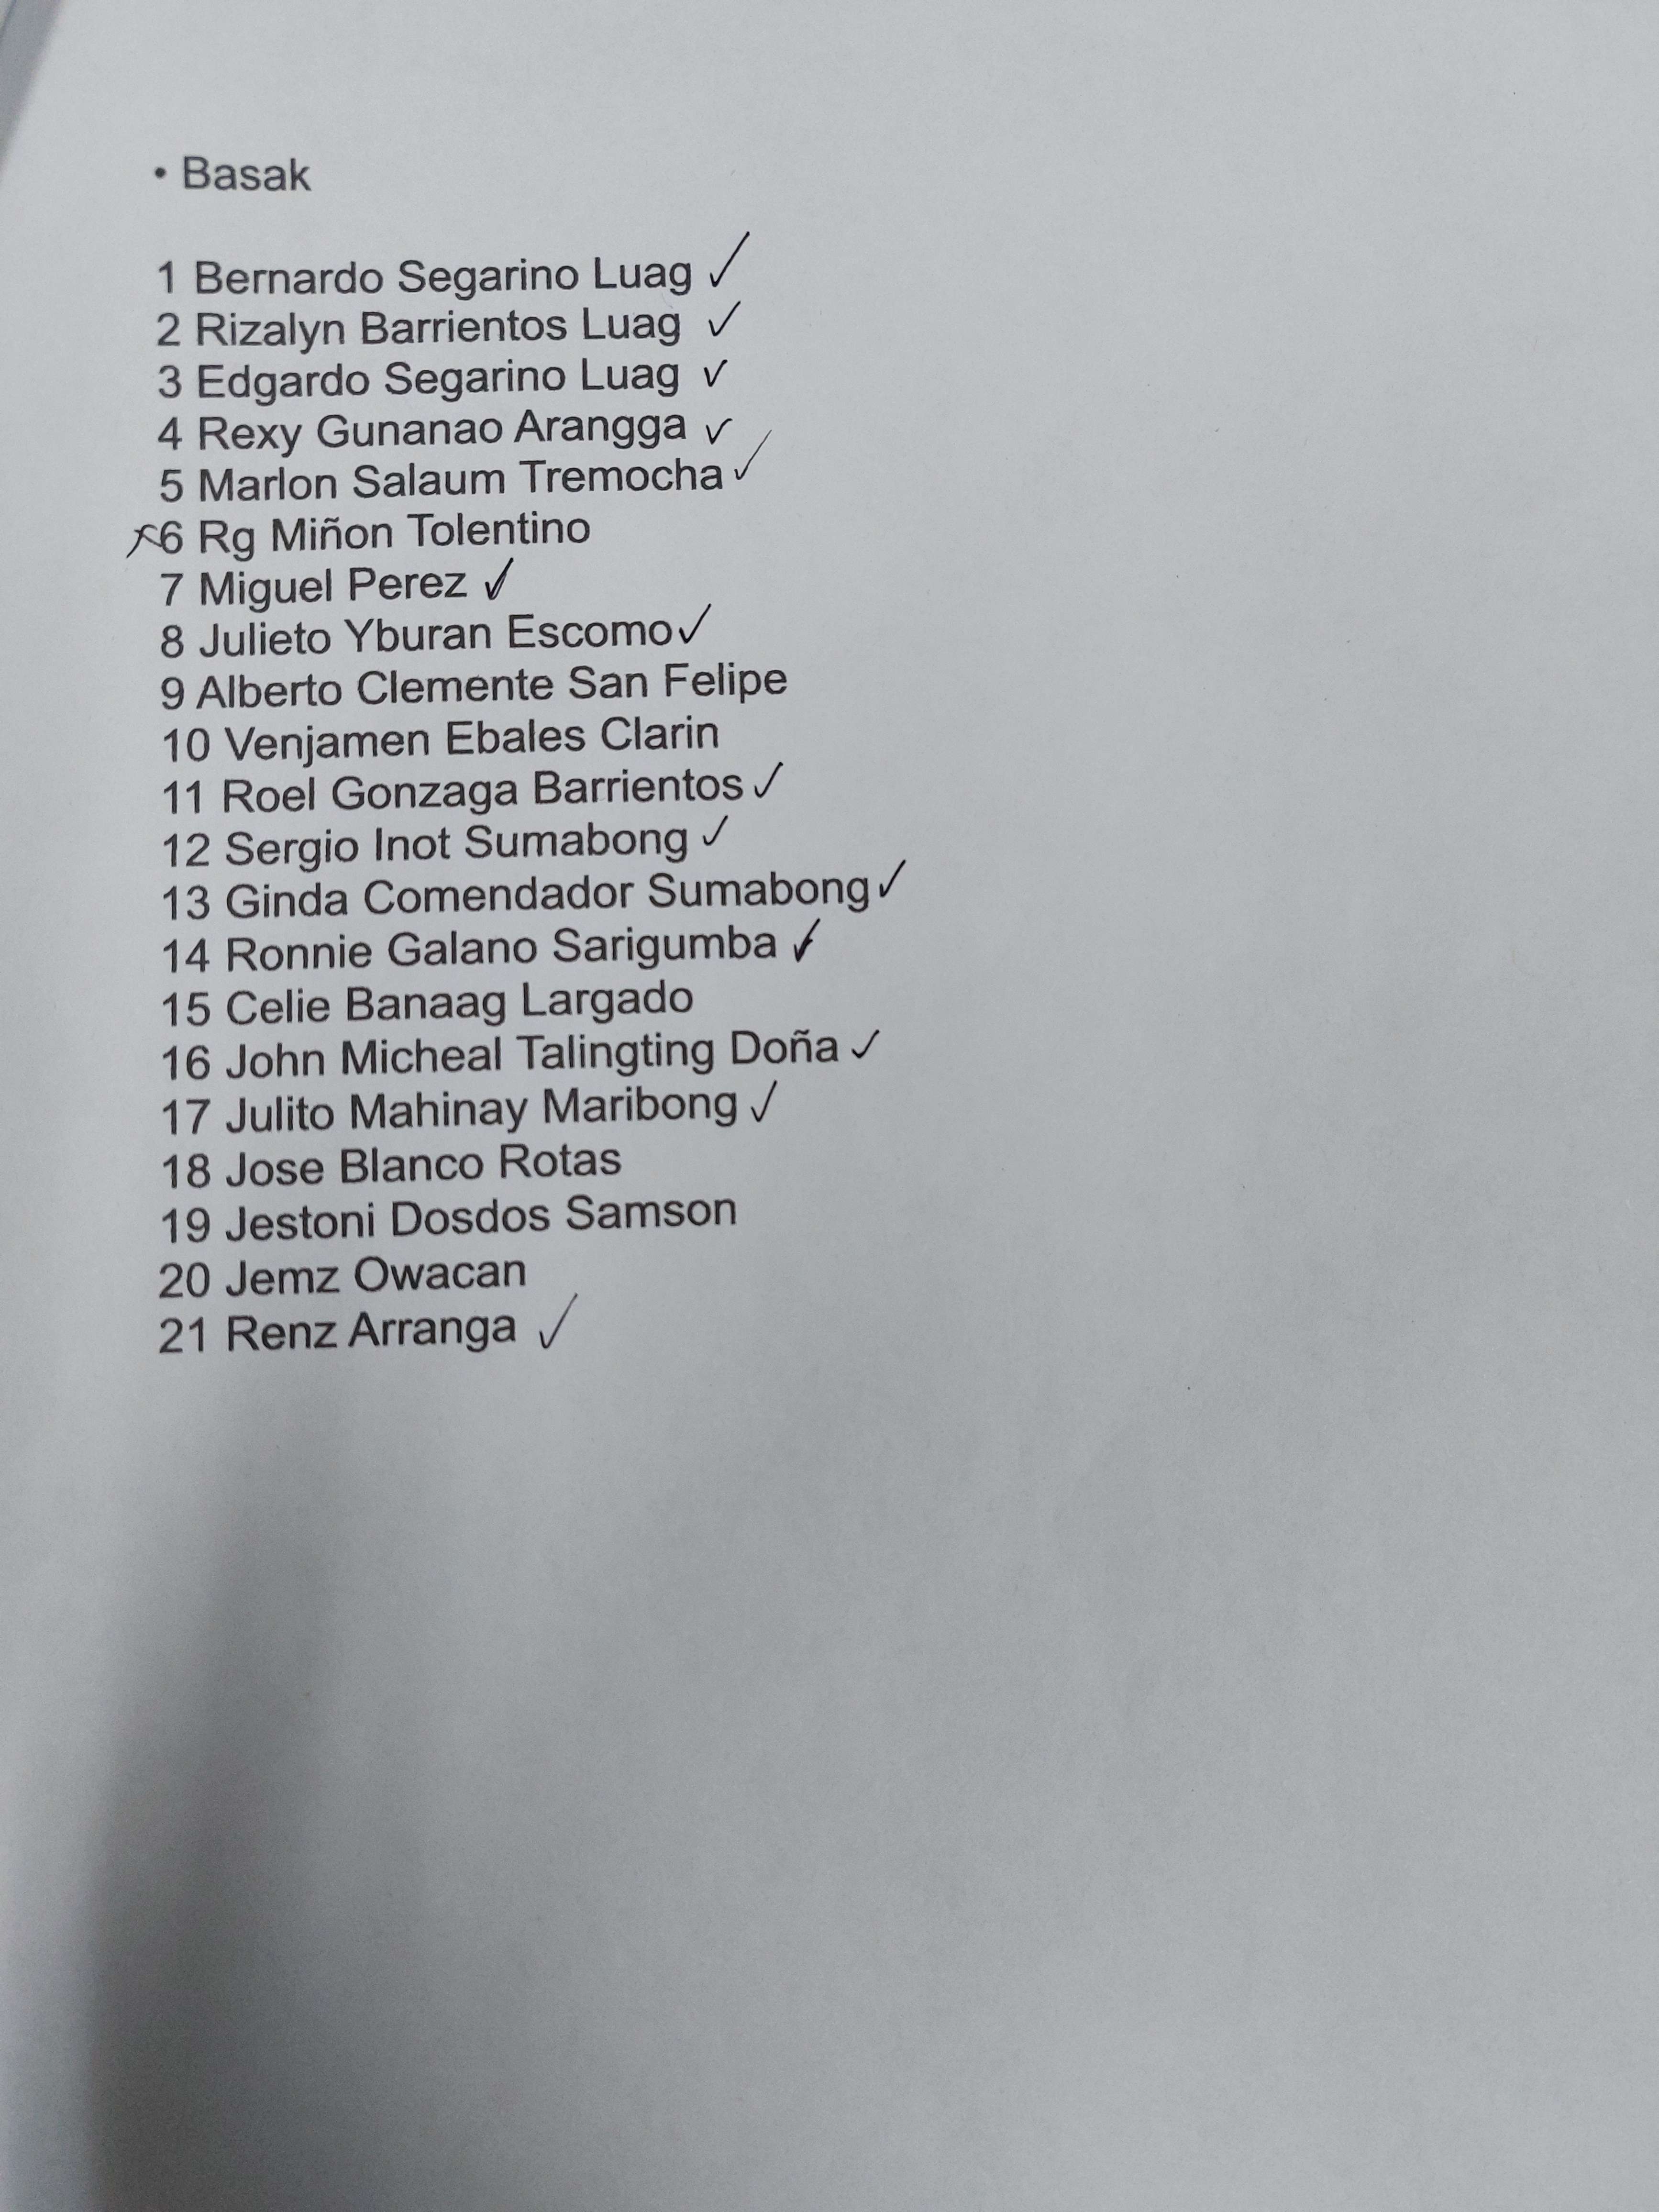 • Basak
1 Bernardo Segarino Luag ✓
2 Rizalyn Barrientos Luag ✓
3 Edgardo Segarino Luag ✓
4 Rexy Gunanao Arangga ✓
5 Marlon Salaum Tremocha ✓
6 Rg Miñon Tolentino
7 Miguel Perez ✓
8 Julieto Yburan Escomo ✓
9 Alberto Clemente San Felipe
10 Venjamen Ebales Clarin
11 Roel Gonzaga Barrientos ✓
12 Sergio Inot Sumabong ✓
13 Ginda Comendador Sumabong ✓
14 Ronnie Galano Sarigumba ✓
15 Celie Banaag Largado
16 John Micheal Talingting Doña ✓
17 Julito Mahinay Maribong ✓
18 Jose Blanco Rotas
19 Jestoni Dosdos Samson
20 Jemz Owacan
21 Renz Arranga ✓